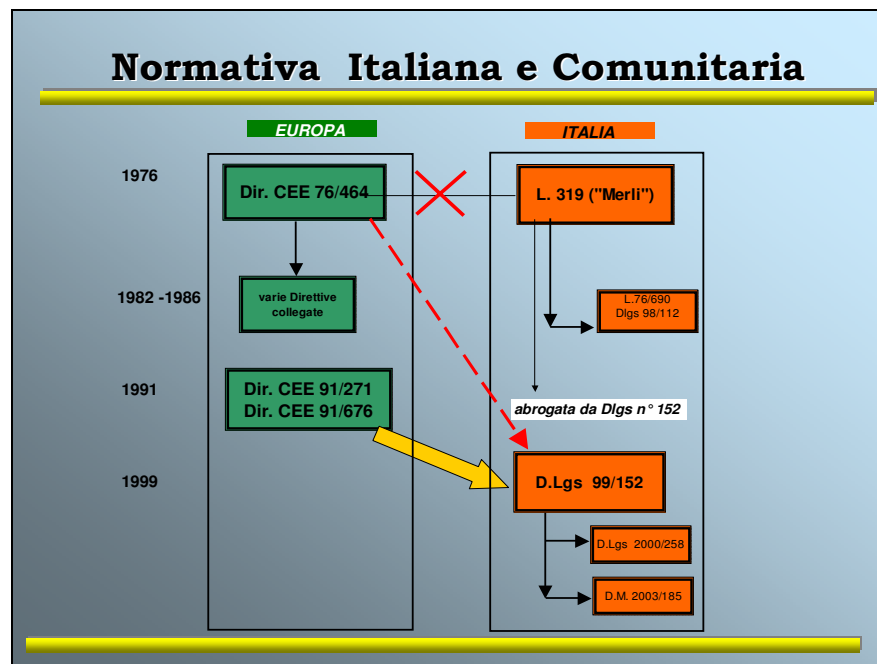 Normativa Italiana e Comunitaria
EUROPA
ITALIA
1976
Dir. CEE 76/464
L. 319 ("Merli")
1982 -1986
varie Direttive
collegate
L.76/690
Dlgs 98/112
1991
Dir. CEE 91/271
Dir. CEE 91/676
abrogata da Dlgs n° 152
1999
D.Lgs 99/152
D.Lgs 2000/258
D.M. 2003/185